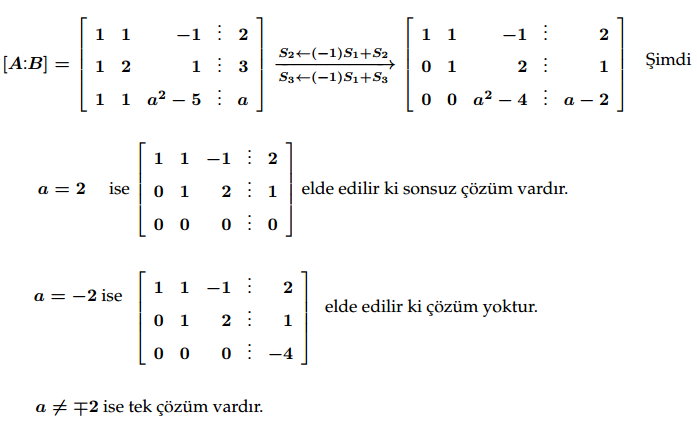 [A:B] = [ 1 1 −1 ⋮ 2 ; 1 2 1 ⋮ 3 ; 1 1 a² − 5 ⋮ a ] S₂←(−1)S₁+S₂ S₃←(−1)S₁+S₃ → [ 1 1 −1 ⋮ 2 ; 0 1 2 ⋮ 1 ; 0 0 a² − 4 ⋮ a − 2 ] Şimdi
a = 2 ise [ 1 1 −1 ⋮ 2 ; 0 1 2 ⋮ 1 ; 0 0 0 ⋮ 0 ] elde edilir ki sonsuz çözüm vardır.
a = −2 ise [ 1 1 −1 ⋮ 2 ; 0 1 2 ⋮ 1 ; 0 0 0 ⋮ −4 ] elde edilir ki çözüm yoktur.
a ≠ ∓2 ise tek çözüm vardır.